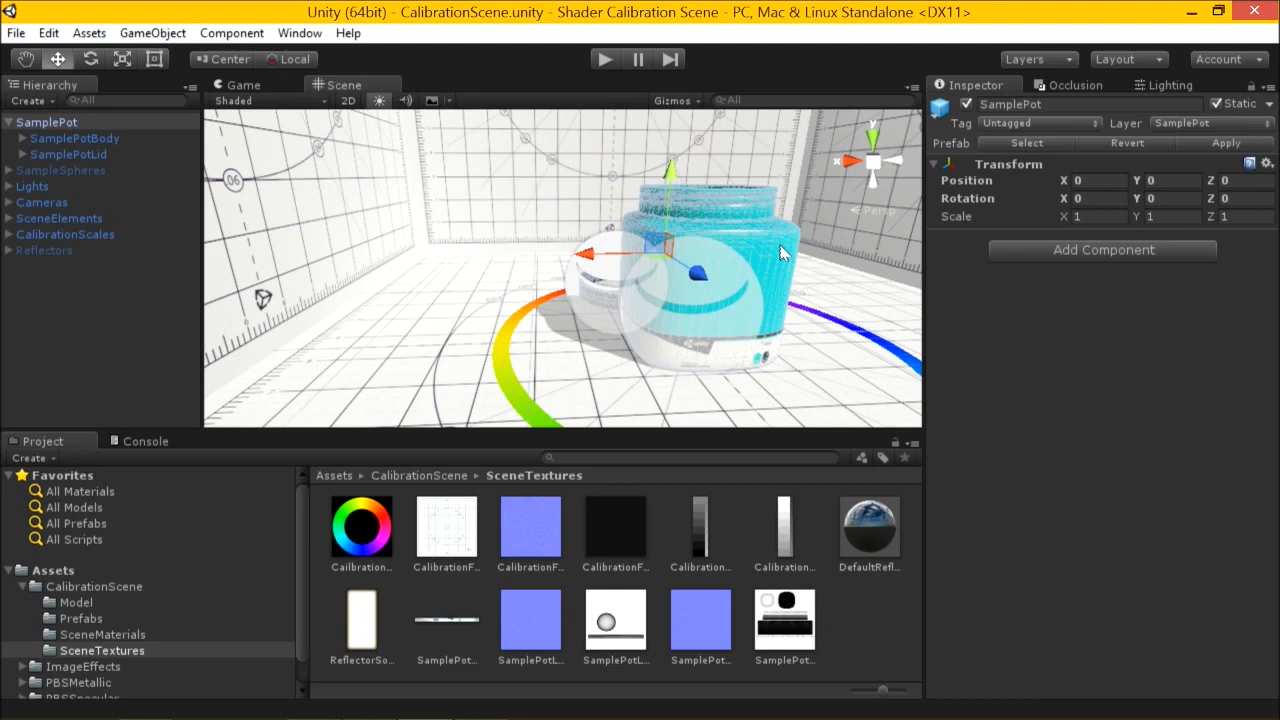 Unity (64bit) - CalibrationScene.unity - Shader Calibration Scene - PC, Mac & Linux Standalone <DX11>
File Edit Assets GameObject Component Window Help
Center Local Layers Layout Account
Hierarchy Game Scene Inspector Occlusion Lighting
Create All Shaded 2D Gizmos All SamplePot Static
Tag Untagged Layer SamplePot
Prefab Select Revert Apply
SamplePot
SamplePotBody
SamplePotLid
SampleSpheres
Lights
Cameras
SceneElements
CalibrationScales
Reflectors
y
x
Persp
Transform
Position X 0 Y 0 Z 0
Rotation X 0 Y 0 Z 0
Scale X 1 Y 1 Z 1
Add Component
Project Console
Create
Favorites
All Materials
All Models
All Prefabs
All Scripts
Assets
CalibrationScene
Model
Prefabs
SceneMaterials
SceneTextures
ImageEffects
PBSMetallic
PBSSpecular
Assets CalibrationScene SceneTextures
Cailbration... CalibrationF... CalibrationF... CalibrationF... Calibration... Calibration... DefaultRefl...
ReflectorSo... SamplePot... SamplePotL... SamplePotL... SamplePot... SamplePot...